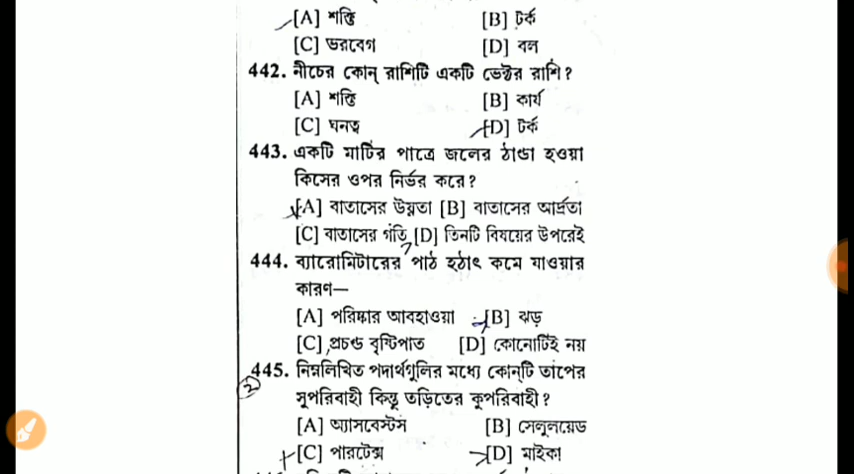 [A] শক্তি [B] টর্ক
[C] ভরবেগ [D] বল
442. নীচের কোন্ রাশিটি একটি ভেক্টর রাশি?
[A] শক্তি [B] কার্য
[C] ঘনত্ব [D] টর্ক
443. একটি মাটির পাত্রে জলের ঠাণ্ডা হওয়া
কিসের ওপর নির্ভর করে?
[A] বাতাসের উষ্ণতা [B] বাতাসের আর্দ্রতা
[C] বাতাসের গতি [D] তিনটি বিষয়ের উপরেই
444. ব্যারোমিটারের পাঠ হঠাৎ কমে যাওয়ার
কারণ—
[A] পরিষ্কার আবহাওয়া [B] ঝড়
[C] প্রচণ্ড বৃষ্টিপাত [D] কোনোটিই নয়
445. নিম্নলিখিত পদার্থগুলির মধ্যে কোন্‌টি তাপের
2
সুপরিবাহী কিন্তু তড়িতের কুপরিবাহী?
[A] অ্যাসবেস্টস [B] সেলুলয়েড
[C] পারটেক্স [D] মাইকা